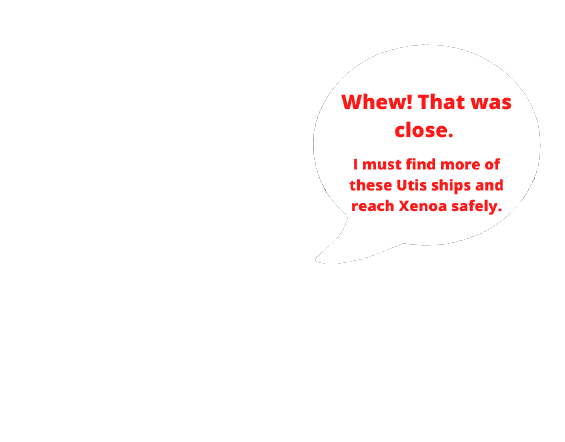 Whew! That was
close.
I must find more of
these Utis ships and
reach Xenoa safely.